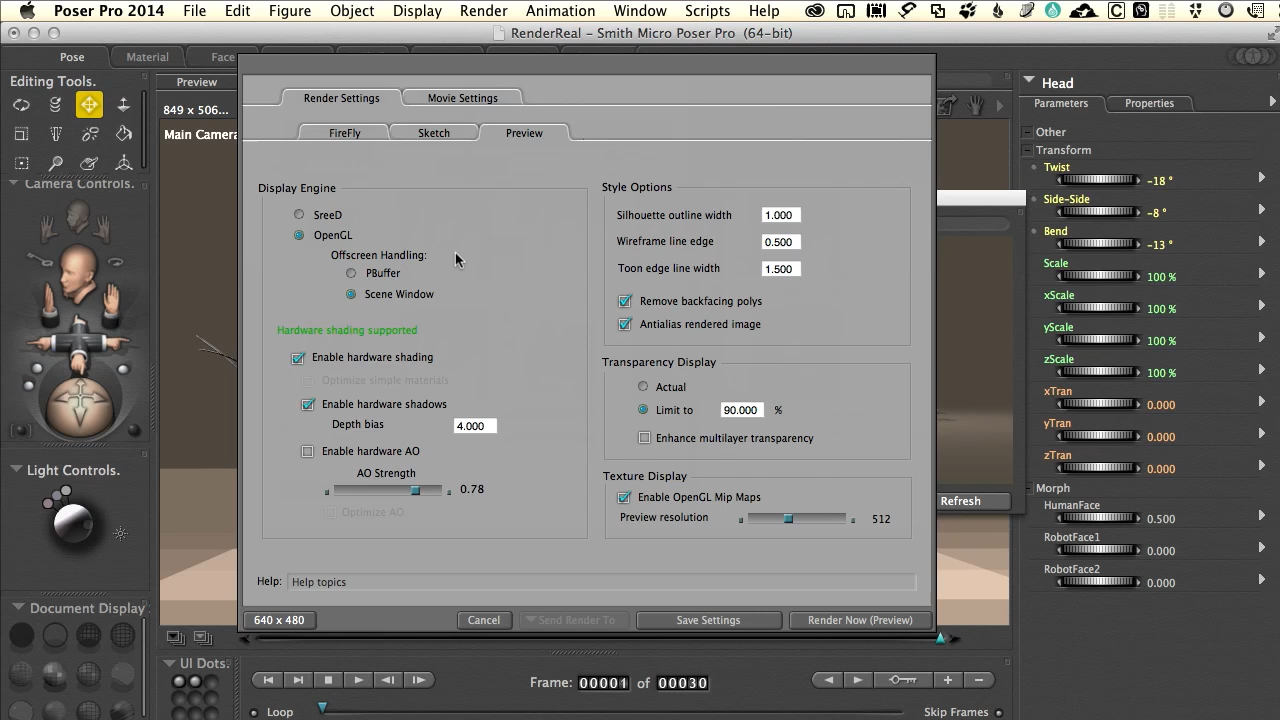 Poser Pro 2014 File Edit Figure Object Display Render Animation Window Scripts Help
RenderReal – Smith Micro Poser Pro (64-bit)
Pose Material Face
Editing Tools.
Preview
849 x 506...
Main Camera
Camera Controls.
Light Controls.
Document Display
UI Dots.
Render Settings Movie Settings
FireFly Sketch Preview
Display Engine
SreeD
OpenGL
Offscreen Handling:
PBuffer
Scene Window
Hardware shading supported
Enable hardware shading
Optimize simple materials
Enable hardware shadows
Depth bias 4.000
Enable hardware AO
AO Strength
0.78
Optimize AO
Style Options
Silhouette outline width 1.000
Wireframe line edge 0.500
Toon edge line width 1.500
Remove backfacing polys
Antialias rendered image
Transparency Display
Actual
Limit to 90.000 %
Enhance multilayer transparency
Texture Display
Enable OpenGL Mip Maps
Preview resolution 512
Help: Help topics
640 x 480 Cancel Send Render To Save Settings Render Now (Preview)
Refresh
Head
Parameters Properties
Other
Transform
Twist
-18 °
Side-Side
-8 °
Bend
-13 °
Scale
100 %
xScale
100 %
yScale
100 %
zScale
100 %
xTran
0.000
yTran
0.000
zTran
0.000
Morph
HumanFace
0.500
RobotFace1
0.000
RobotFace2
0.000
Frame: 00001 of 00030
Loop Skip Frames